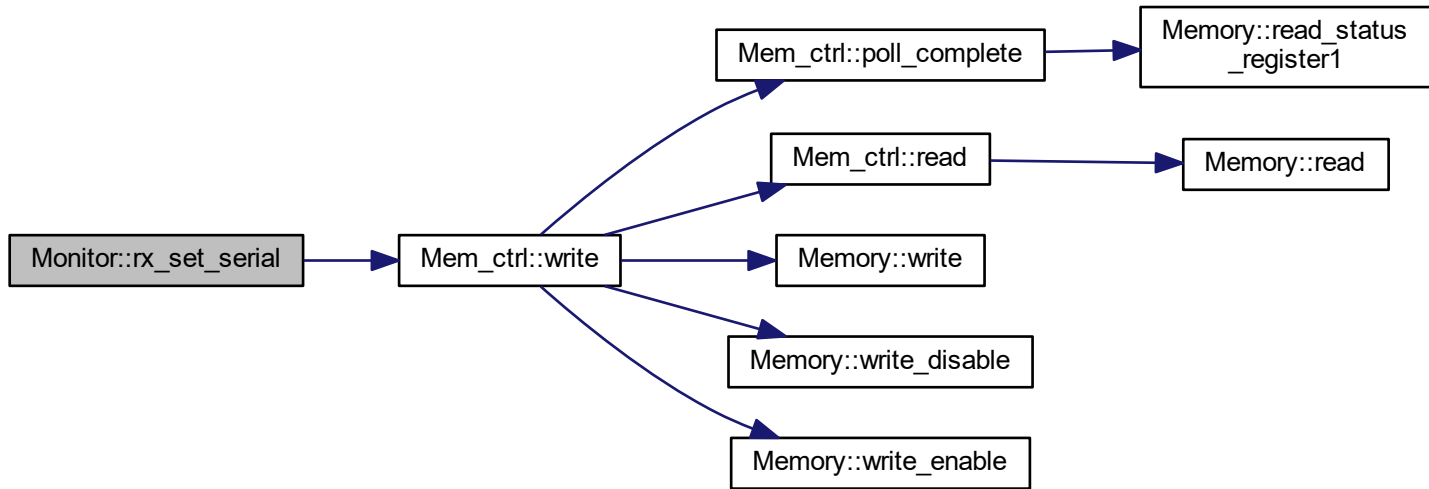 Mem_ctrl::poll_complete
Memory::read_status
_register1
Mem_ctrl::read
Memory::read
Monitor::rx_set_serial
Mem_ctrl::write
Memory::write
Memory::write_disable
Memory::write_enable